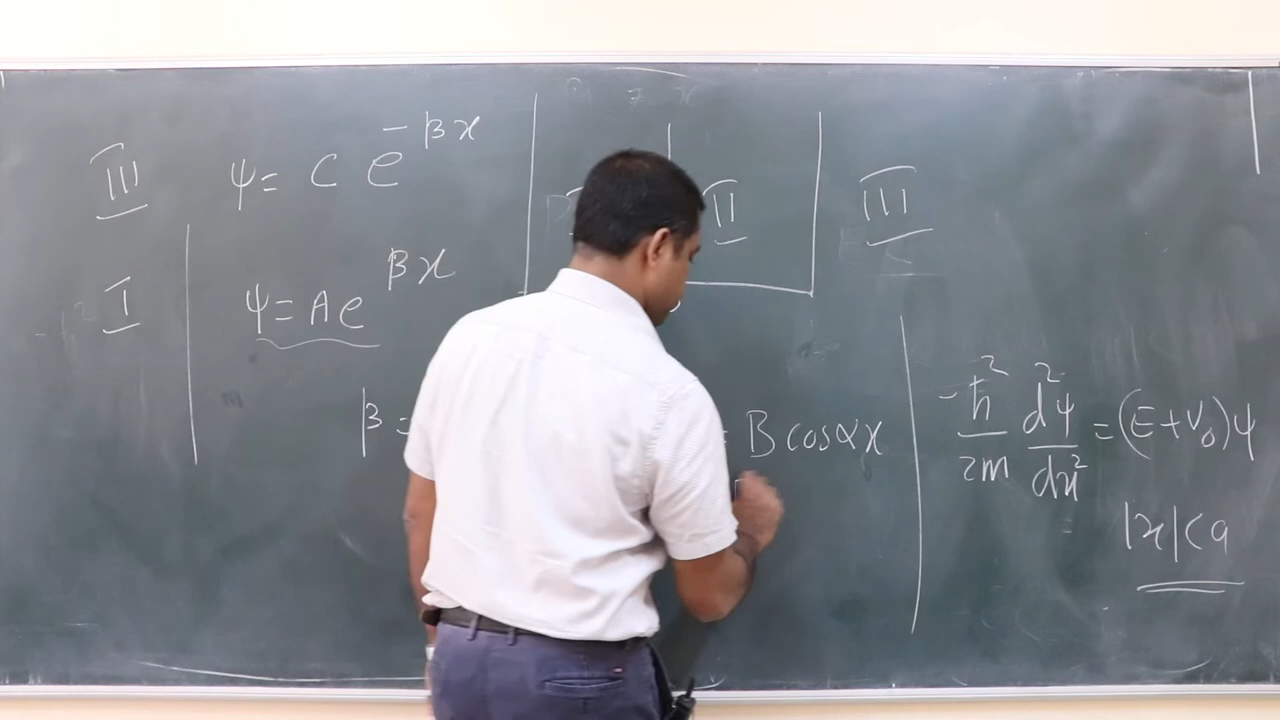 III ψ = C e^{-βx}
I ψ = A e^{βx}
β =
II
III
= B cos αx
-ħ²/2m d²ψ/dx² = (E+V₀)ψ
|x|<a